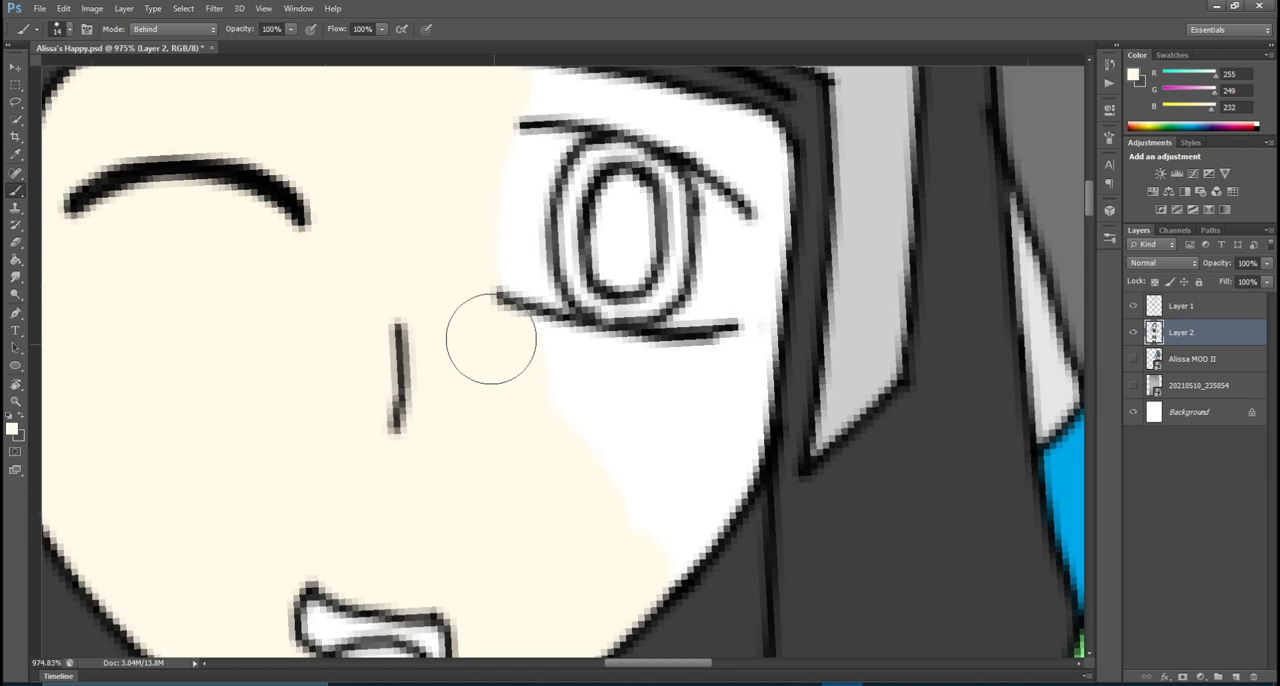 Ps File Edit Image Layer Type Select Filter 3D View Window Help
14 Mode: Behind Opacity: 100% Flow: 100% Essentials
Alissa's Happy.psd @ 975% (Layer 2, RGB/8) * ×
Color Swatches
R 255
G 249
B 232
Adjustments Styles
Add an adjustment
Layers Channels Paths
Kind
Normal Opacity: 100%
Lock: Fill: 100%
Layer 1
Layer 2
Alissa MOD II
20210510_235054
Background
974.83% Doc: 3.04M/13.8M
Timeline